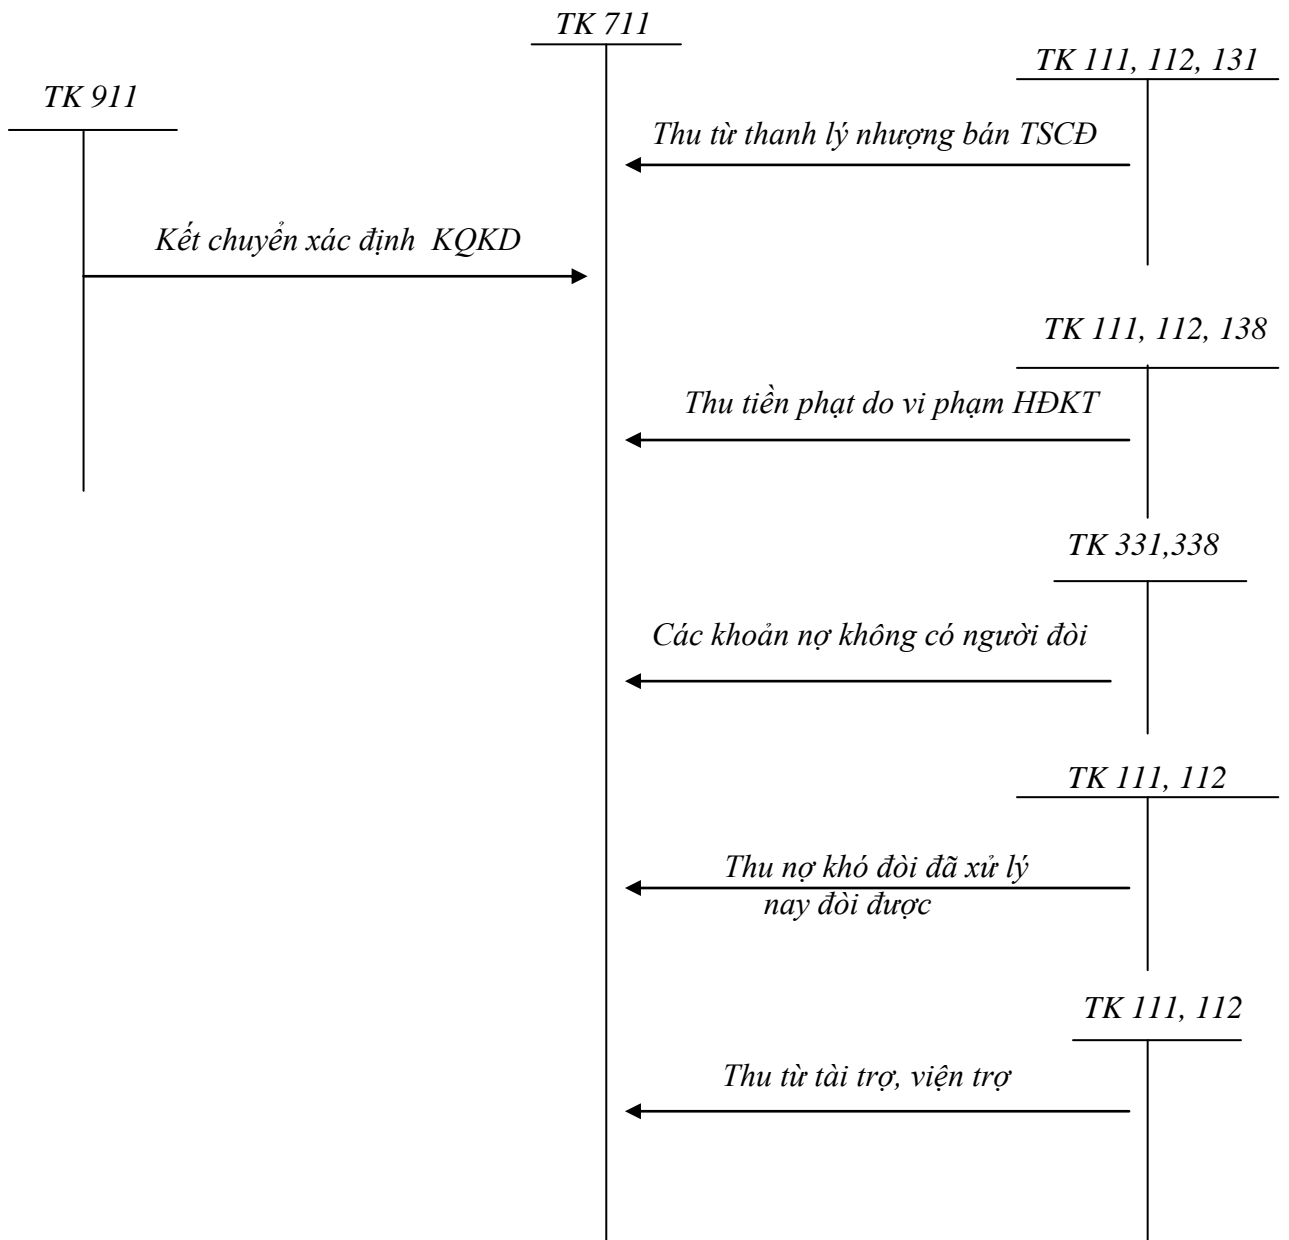 TK 711
TK 111, 112, 131
TK 911
Thu từ thanh lý nhượng bán TSCĐ
Kết chuyển xác định KQKD
TK 111, 112, 138
Thu tiền phạt do vi phạm HĐKT
TK 331,338
Các khoản nợ không có người đòi
TK 111, 112
Thu nợ khó đòi đã xử lý
nay đòi được
TK 111, 112
Thu từ tài trợ, viện trợ